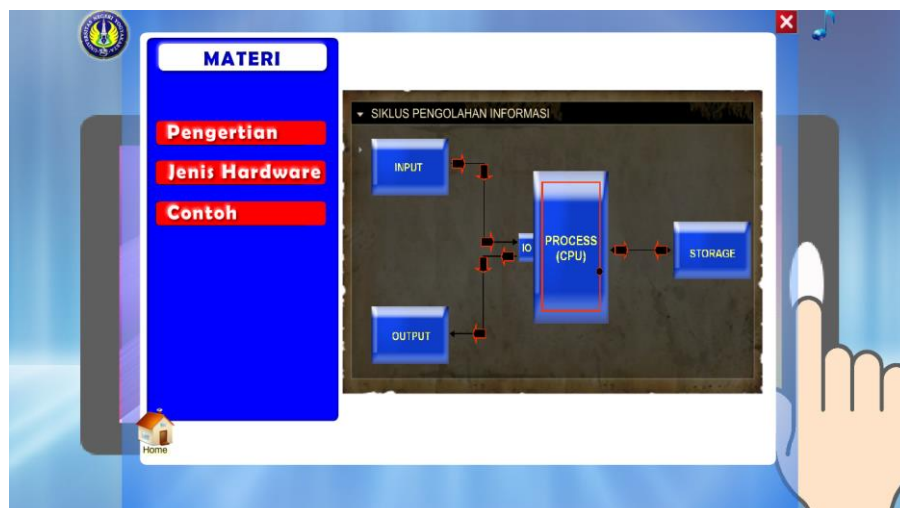 MATERI
Pengertian
Jenis Hardware
Contoh
Home
SIKLUS PENGOLAHAN INFORMASI
INPUT
IO
PROCESS
(CPU)
STORAGE
OUTPUT